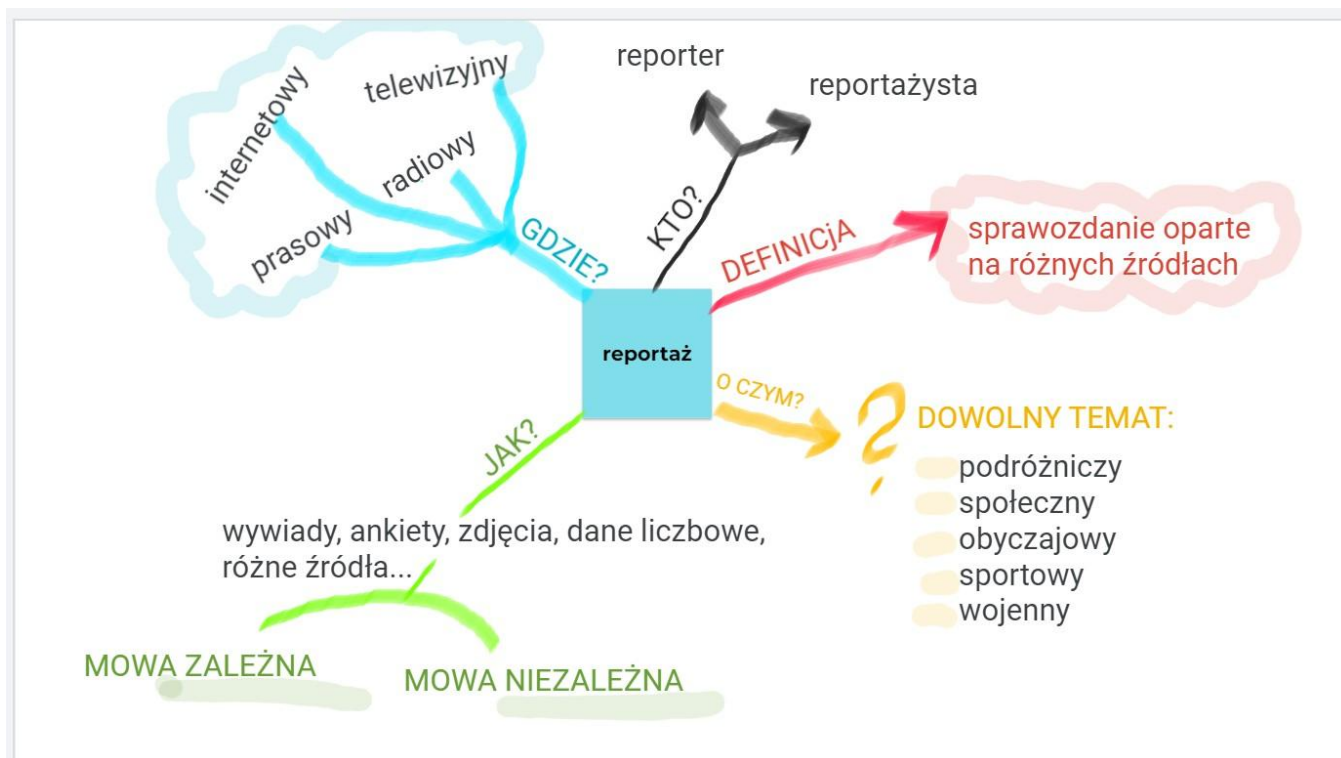 internetowy
telewizyjny
radiowy
prasowy
GDZIE?
reporter
reportażysta
KTO?
DEFINICjA
sprawozdanie oparte
na różnych źródłach
reportaż
O CZYM?
?
DOWOLNY TEMAT:
podróżniczy
społeczny
obyczajowy
sportowy
wojenny
JAK?
wywiady, ankiety, zdjęcia, dane liczbowe,
różne źródła...
MOWA ZALEŻNA
MOWA NIEZALEŻNA